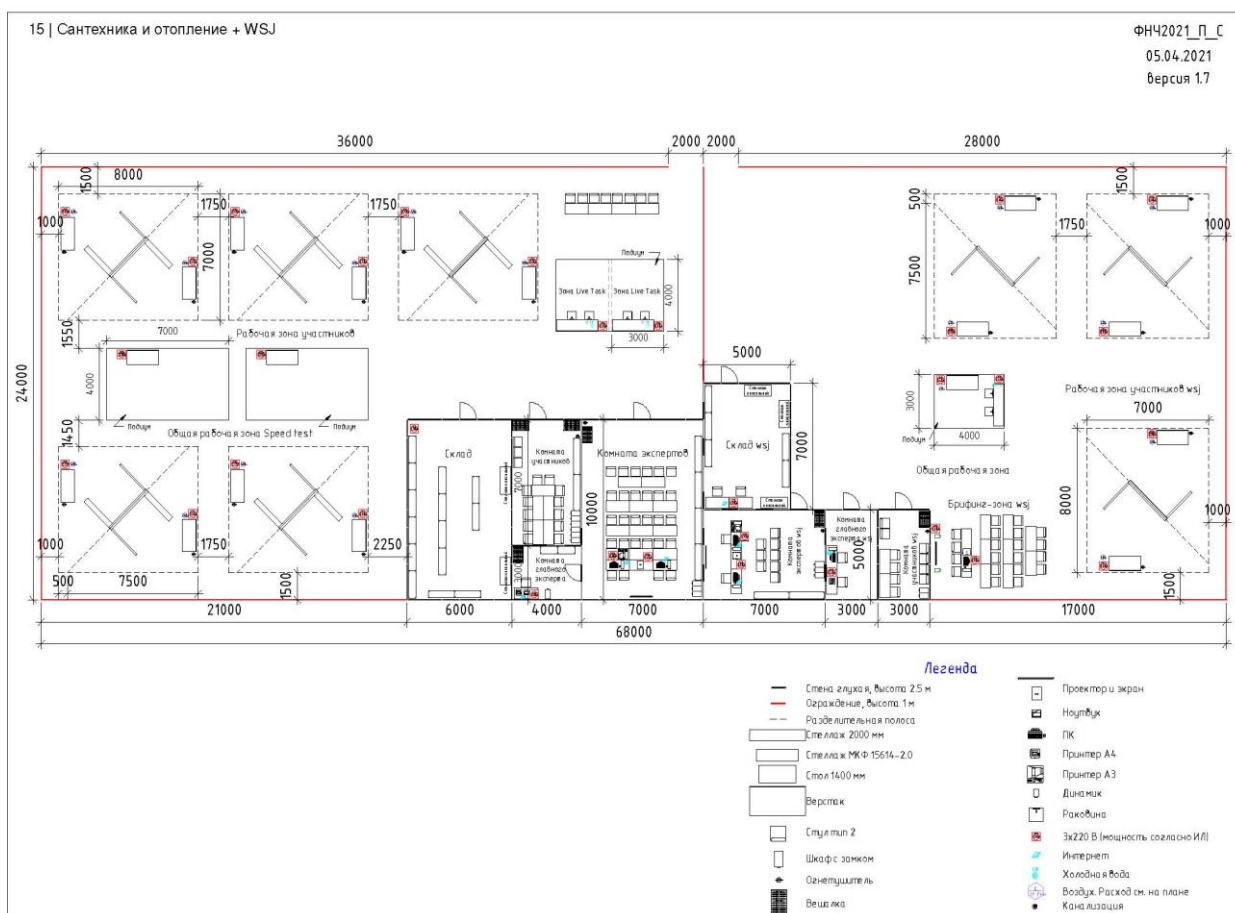 15 | Сантехника и отопление + WSJ
ФНЧ2021_П_С
05.04.2021
версия 1.7
36000
2000
2000
28000
8000
1500
1500
1000
1750
1750
7000
500
1750
1000
7500
Подиум
Зона Live Task
Зона Live Task
4000
3000
24000
1550
7000
Рабочая зона участников
4000
5000
Рабочая зона участников wsj
3000
7000
Подиум
Подиум
Подиум
4000
1450
Общая рабочая зона Speed test
Склад
Комната участников
Комната экспертов
Склад wsj
7000
Общая рабочая зона
7000
10000
8000
Брифинг-зона wsj
Комната экспертов wsj
Комната главного эксперта wsj
5000
Комната участников wsj
1000
1750
2250
1000
Комната главного эксперта
3000
500
7500
1500
1500
21000
6000
4000
7000
7000
3000
3000
17000
68000
Легенда
Стена глухая, высота 2.5 м
Ограждение, высота 1 м
Разделительная полоса
Стеллаж 2000 мм
Стеллаж МКФ 15614-2.0
Стол 1400 мм
Верстак
Стул тип 2
Шкаф с замком
Огнетушитель
Вешалка
Проектор и экран
Ноутбук
ПК
Принтер А4
Принтер А3
Динамик
Раковина
3х220 В (мощность согласно ИЛ)
Интернет
Холодная вода
Воздух. Расход см. на плане
Канализация